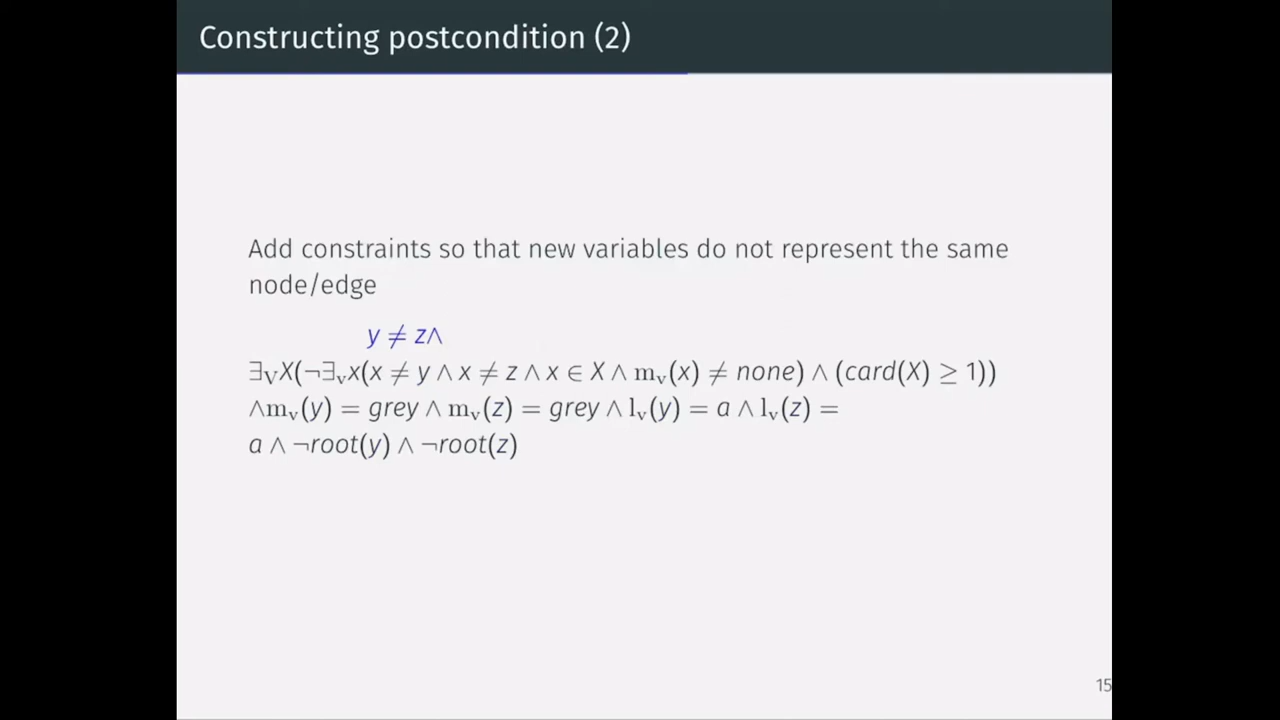 Constructing postcondition (2)
Add constraints so that new variables do not represent the same
node/edge
y ≠ z∧
∃ᵥX(¬∃ᵥx(x ≠ y ∧ x ≠ z ∧ x ∈ X ∧ mᵥ(x) ≠ none) ∧ (card(X) ≥ 1))
∧mᵥ(y) = grey ∧ mᵥ(z) = grey ∧ lᵥ(y) = a ∧ lᵥ(z) =
a ∧ ¬root(y) ∧ ¬root(z)
15